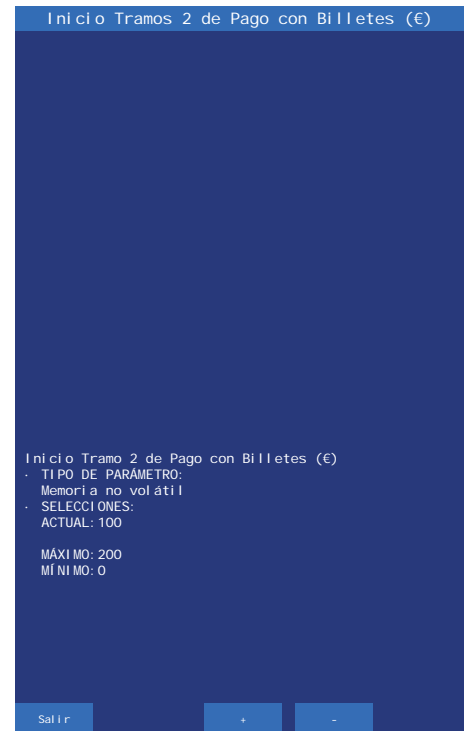 Inicio Tramos 2 de Pago con Billetes (€)
Inicio Tramo 2 de Pago con Billetes (€)
· TIPO DE PARÁMETRO:
Memoria no volátil
· SELECCIONES:
ACTUAL: 100
MÁXIMO: 200
MÍNIMO: 0
Salir + -